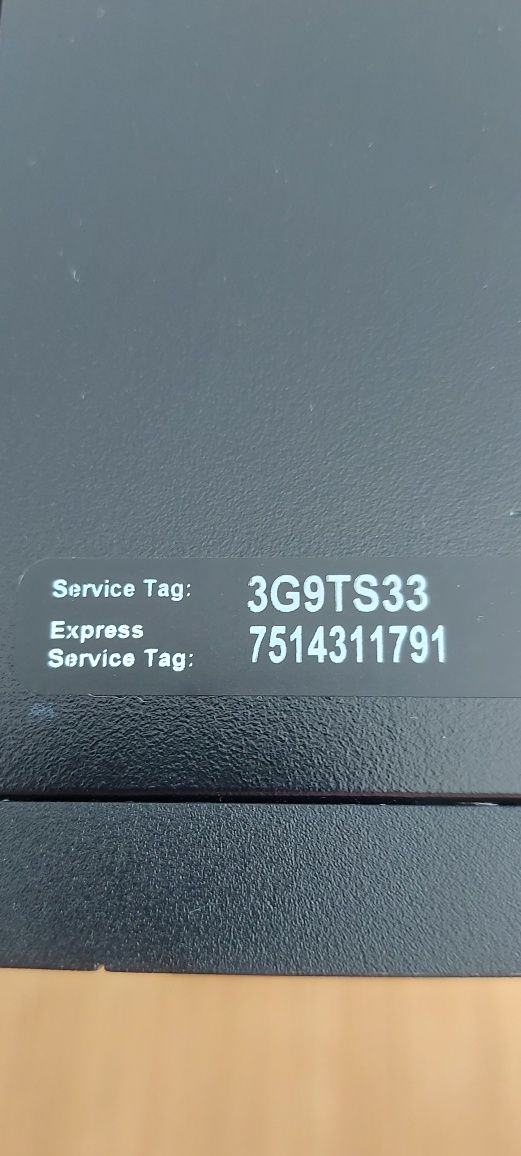 Service Tag: 3G9TS33
Express
Service Tag: 7514311791